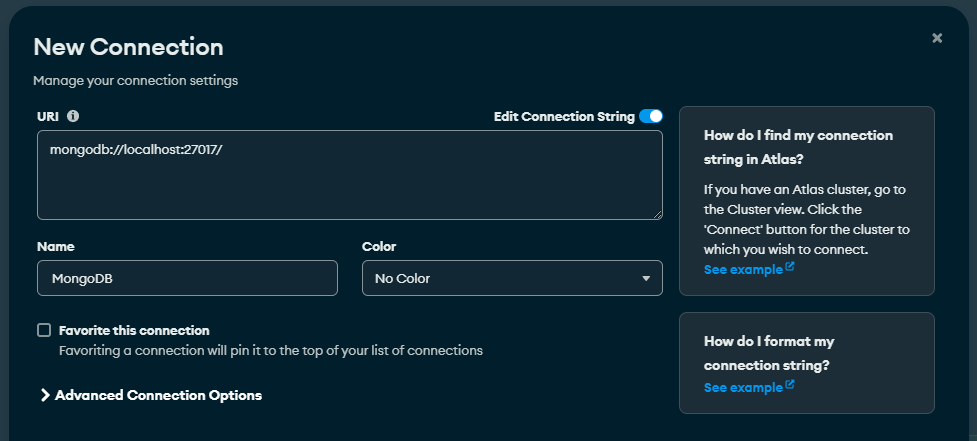 New Connection
Manage your connection settings
URI
Edit Connection String
mongodb://localhost:27017/
Name
Color
MongoDB
No Color
Favorite this connection
Favoriting a connection will pin it to the top of your list of connections
Advanced Connection Options
How do I find my connection
string in Atlas?
If you have an Atlas cluster, go to
the Cluster view. Click the
'Connect' button for the cluster to
which you wish to connect.
See example
How do I format my
connection string?
See example